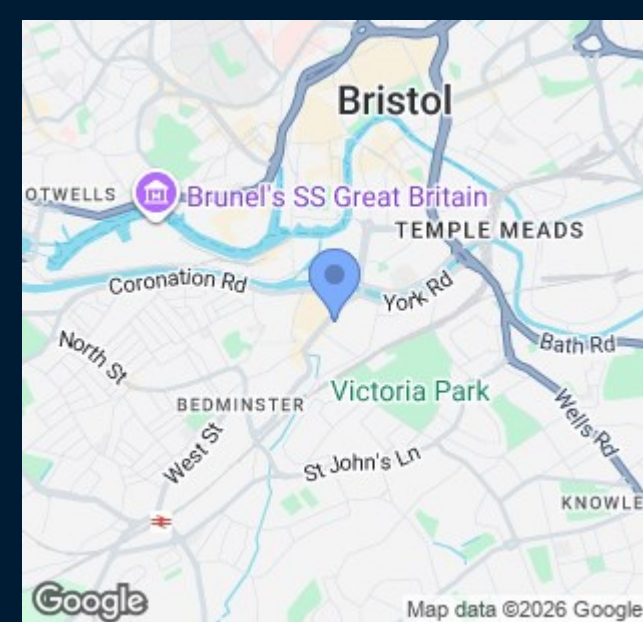 Bristol
OTWELLS
Brunel's SS Great Britain
TEMPLE MEADS
Coronation Rd
York Rd
North St
Bath Rd
Victoria Park
BEDMINSTER
Wells Rd
West St
St John's Ln
KNOWLE
Google
Map data ©2026 Google